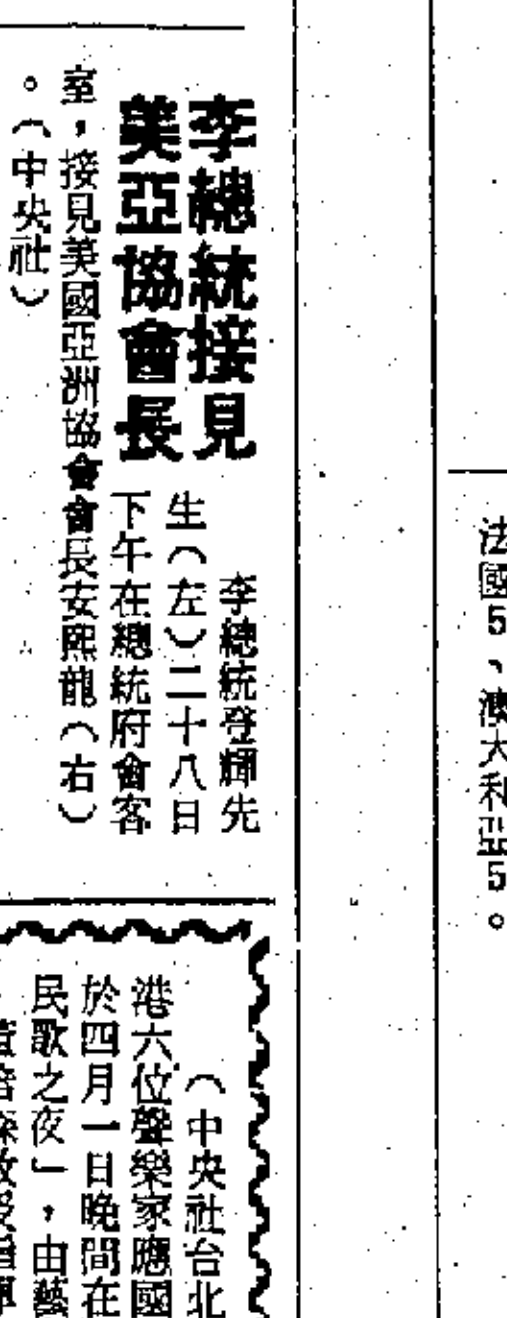 法國5、澳大利亞5。
李總統接見
美亞協會長
李總統登輝先
生（左）二十八日
下午在總統府會客
室，接見美國亞洲協會會長安熙龍（右）
。（中央社）
（中央社台北
港六位聲樂家應國
於四月一日晚間在
民歌之夜」，由藝